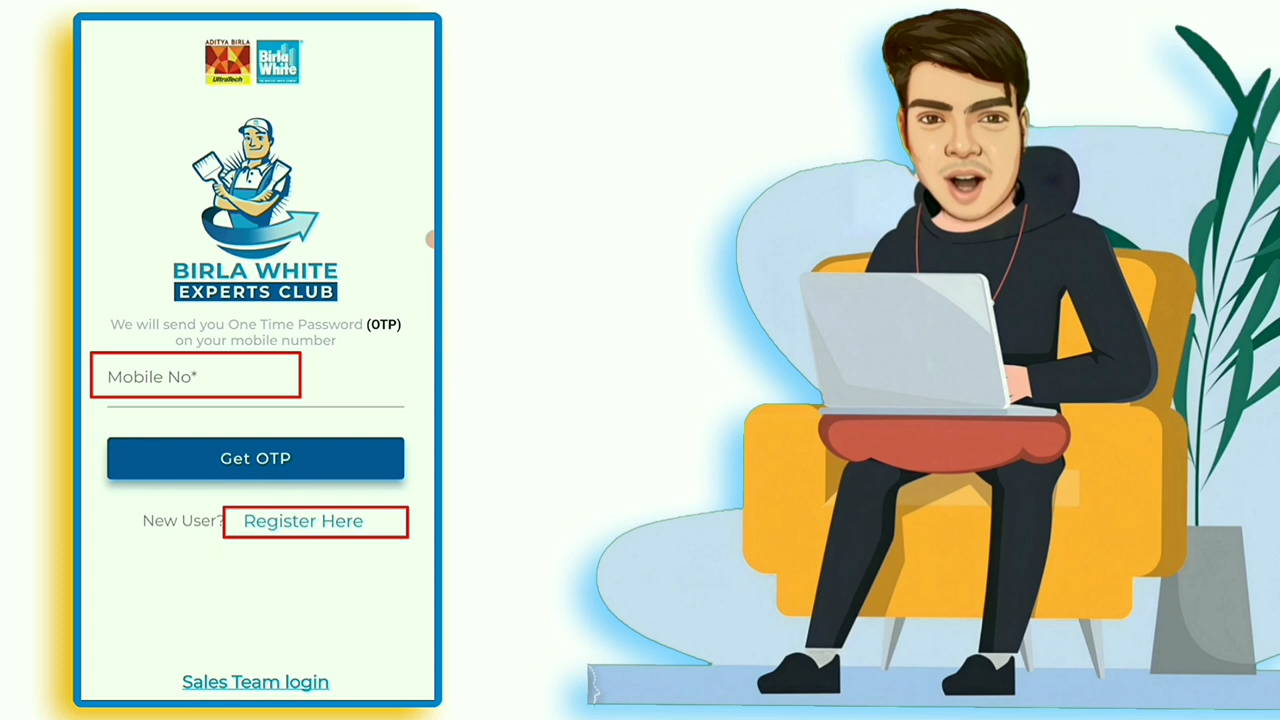 ADITYA BIRLA
UltraTech
Birla
White
BIRLA WHITE
EXPERTS CLUB
We will send you One Time Password (OTP)
on your mobile number
Mobile No*
Get OTP
New User? Register Here
Sales Team login